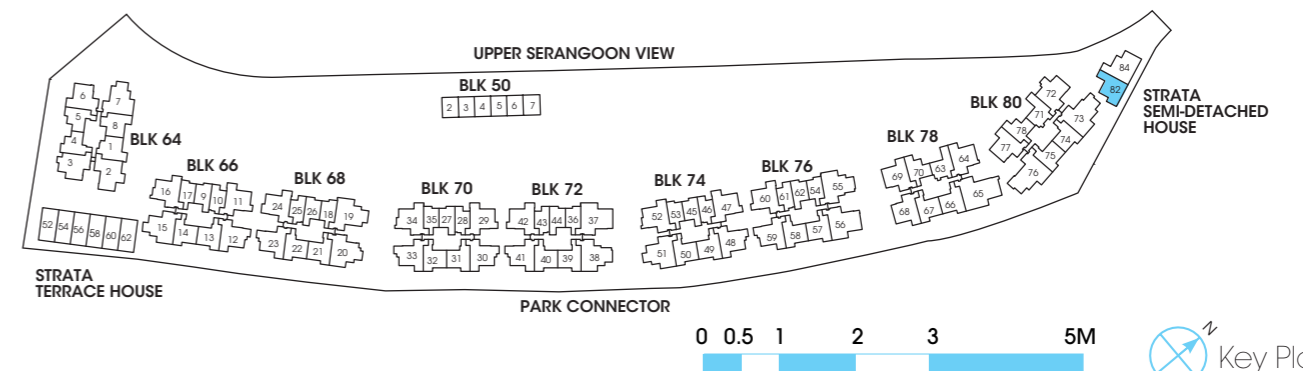 UPPER SERANGOON VIEW
BLK 50
2 3 4 5 6 7
BLK 64
6 7
5 8
4 1
3 2
BLK 66
16 17 9 10 11
15 14 13 12
BLK 68
24 25 26 18 19
23 22 21 20
BLK 70
34 35 27 28 29
33 32 31 30
BLK 72
42 43 44 36 37
41 40 39 38
BLK 74
52 53 45 46 47
51 50 49 48
BLK 76
60 61 62 54 55
59 58 57 56
BLK 78
69 70 63 64
68 67 66 65
BLK 80
72
71 73
78 74
77 75
76
84
82
STRATA
SEMI-DETACHED
HOUSE
52 54 56 58 60 62
STRATA
TERRACE HOUSE
PARK CONNECTOR
0 0.5 1 2 3 5M
N
Key Pla